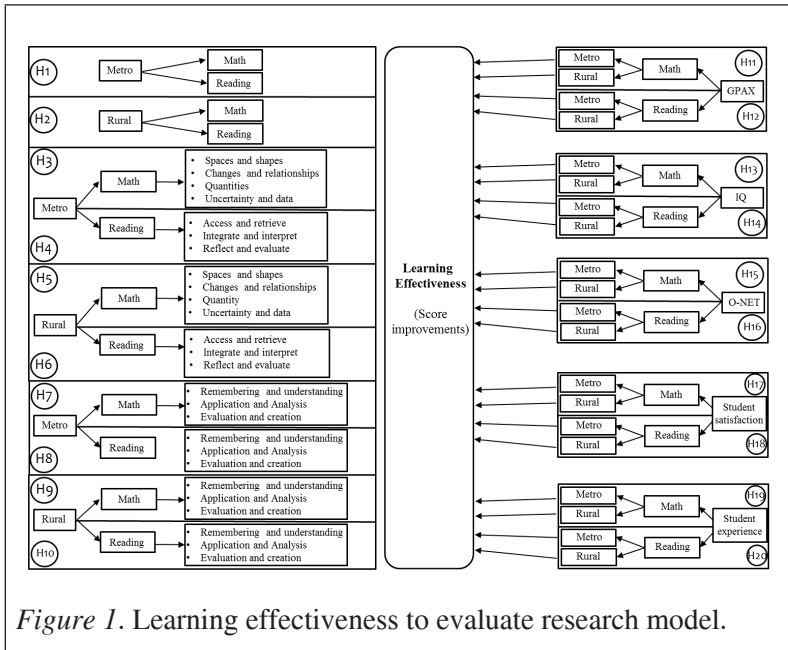 H1
Metro
Math
Reading
H2
Rural
Math
Reading
H3
Metro
Math
• Spaces and shapes
• Changes and relationships
• Quantities
• Uncertainty and data
H4
Reading
• Access and retrieve
• Integrate and interpret
• Reflect and evaluate
H5
Rural
Math
• Spaces and shapes
• Changes and relationships
• Quantity
• Uncertainty and data
H6
Reading
• Access and retrieve
• Integrate and interpret
• Reflect and evaluate
H7
Metro
Math
• Remembering and understanding
• Application and Analysis
• Evaluation and creation
H8
Reading
• Remembering and understanding
• Application and Analysis
• Evaluation and creation
H9
Rural
Math
• Remembering and understanding
• Application and Analysis
• Evaluation and creation
H10
Reading
• Remembering and understanding
• Application and Analysis
• Evaluation and creation
Learning
Effectiveness
(Score
improvements)
Metro
Rural
Math
H11
GPAX
Metro
Rural
Reading
H12
Metro
Rural
Math
H13
IQ
Metro
Rural
Reading
H14
Metro
Rural
Math
H15
O-NET
Metro
Rural
Reading
H16
Metro
Rural
Math
H17
Student
satisfaction
Metro
Rural
Reading
H18
Metro
Rural
Math
H19
Student
experience
Metro
Rural
Reading
H20
Figure 1. Learning effectiveness to evaluate research model.